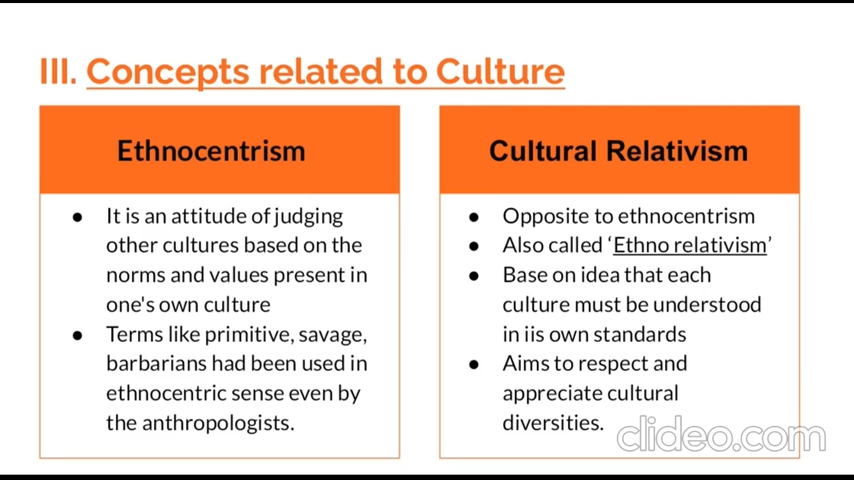 III. Concepts related to Culture
Ethnocentrism
● It is an attitude of judging
other cultures based on the
norms and values present in
one's own culture
● Terms like primitive, savage,
barbarians had been used in
ethnocentric sense even by
the anthropologists.
Cultural Relativism
● Opposite to ethnocentrism
● Also called ‘Ethno relativism’
● Base on idea that each
culture must be understood
in iis own standards
● Aims to respect and
appreciate cultural
diversities.
clideo.com